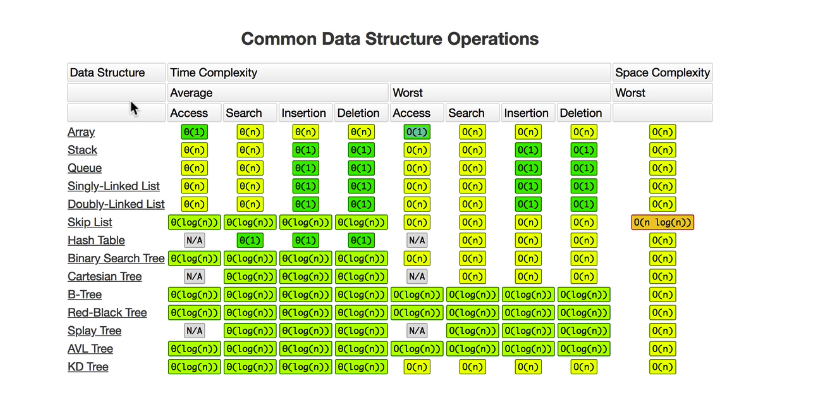 Common Data Structure Operations
Data Structure Time Complexity Space Complexity
Average Worst Worst
Access Search Insertion Deletion Access Search Insertion Deletion
Array Θ(1) Θ(n) Θ(n) Θ(n) O(1) O(n) O(n) O(n) O(n)
Stack Θ(n) Θ(n) Θ(1) Θ(1) O(n) O(n) O(1) O(1) O(n)
Queue Θ(n) Θ(n) Θ(1) Θ(1) O(n) O(n) O(1) O(1) O(n)
Singly-Linked List Θ(n) Θ(n) Θ(1) Θ(1) O(n) O(n) O(1) O(1) O(n)
Doubly-Linked List Θ(n) Θ(n) Θ(1) Θ(1) O(n) O(n) O(1) O(1) O(n)
Skip List Θ(log(n)) Θ(log(n)) Θ(log(n)) Θ(log(n)) O(n) O(n) O(n) O(n) O(n log(n))
Hash Table N/A Θ(1) Θ(1) Θ(1) N/A O(n) O(n) O(n) O(n)
Binary Search Tree Θ(log(n)) Θ(log(n)) Θ(log(n)) Θ(log(n)) O(n) O(n) O(n) O(n) O(n)
Cartesian Tree N/A Θ(log(n)) Θ(log(n)) Θ(log(n)) N/A O(n) O(n) O(n) O(n)
B-Tree Θ(log(n)) Θ(log(n)) Θ(log(n)) Θ(log(n)) O(log(n)) O(log(n)) O(log(n)) O(log(n)) O(n)
Red-Black Tree Θ(log(n)) Θ(log(n)) Θ(log(n)) Θ(log(n)) O(log(n)) O(log(n)) O(log(n)) O(log(n)) O(n)
Splay Tree N/A Θ(log(n)) Θ(log(n)) Θ(log(n)) N/A O(log(n)) O(log(n)) O(log(n)) O(n)
AVL Tree Θ(log(n)) Θ(log(n)) Θ(log(n)) Θ(log(n)) O(log(n)) O(log(n)) O(log(n)) O(log(n)) O(n)
KD Tree Θ(log(n)) Θ(log(n)) Θ(log(n)) Θ(log(n)) O(n) O(n) O(n) O(n) O(n)